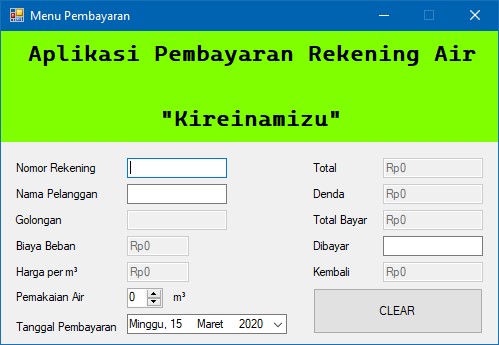 Menu Pembayaran
Aplikasi Pembayaran Rekening Air
"Kireinamizu"
Nomor Rekening
Nama Pelanggan
Golongan
Biaya Beban Rp0
Harga per m³ Rp0
Pemakaian Air 0 m³
Tanggal Pembayaran Minggu, 15 Maret 2020
Total Rp0
Denda Rp0
Total Bayar Rp0
Dibayar
Kembali Rp0
CLEAR